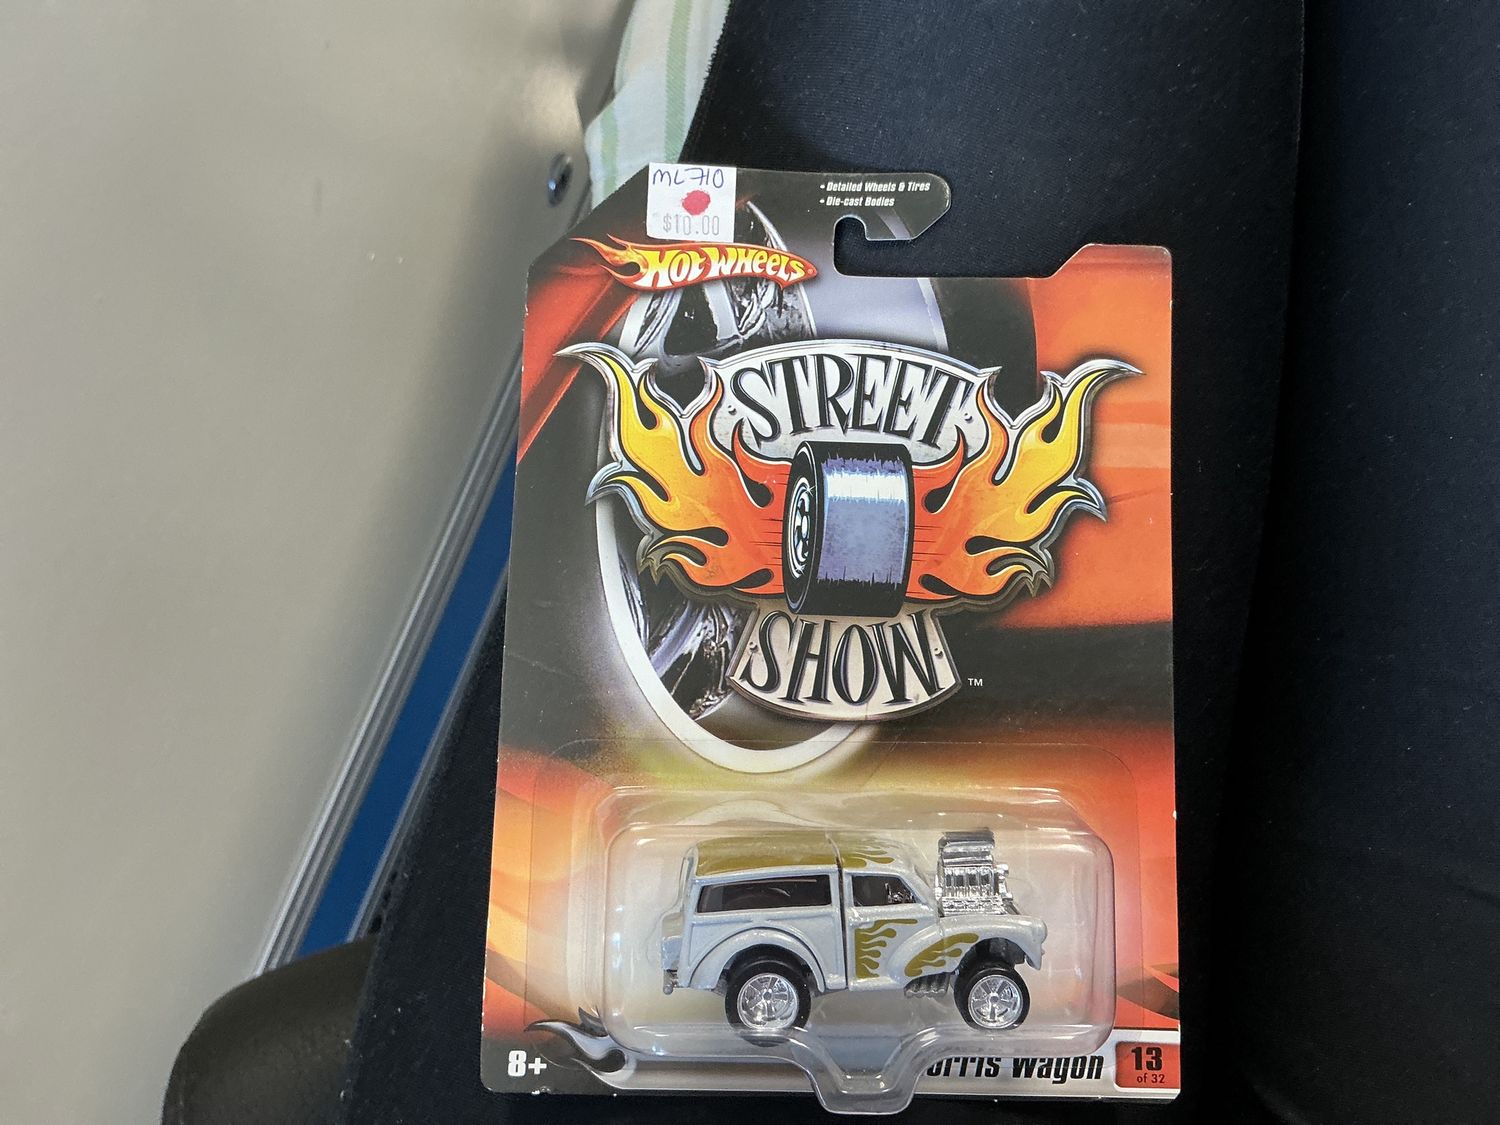 ML710
$10.00
• Detailed Wheels & Tires
• Die-cast Bodies
HOT WHEELS
STREET
SHOW
TM
8+
orris Wagon
13
of 32